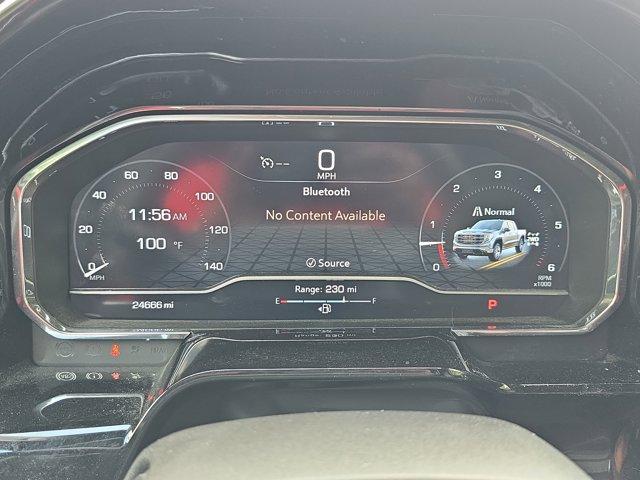 0
MPH
Bluetooth
No Content Available
Source
0 20 40 60 80 100 120 140
MPH
11:56 AM
100 °F
0 1 2 3 4 5 6
Normal
RPM
x1000
24666 mi
Range: 230 mi
E F
P